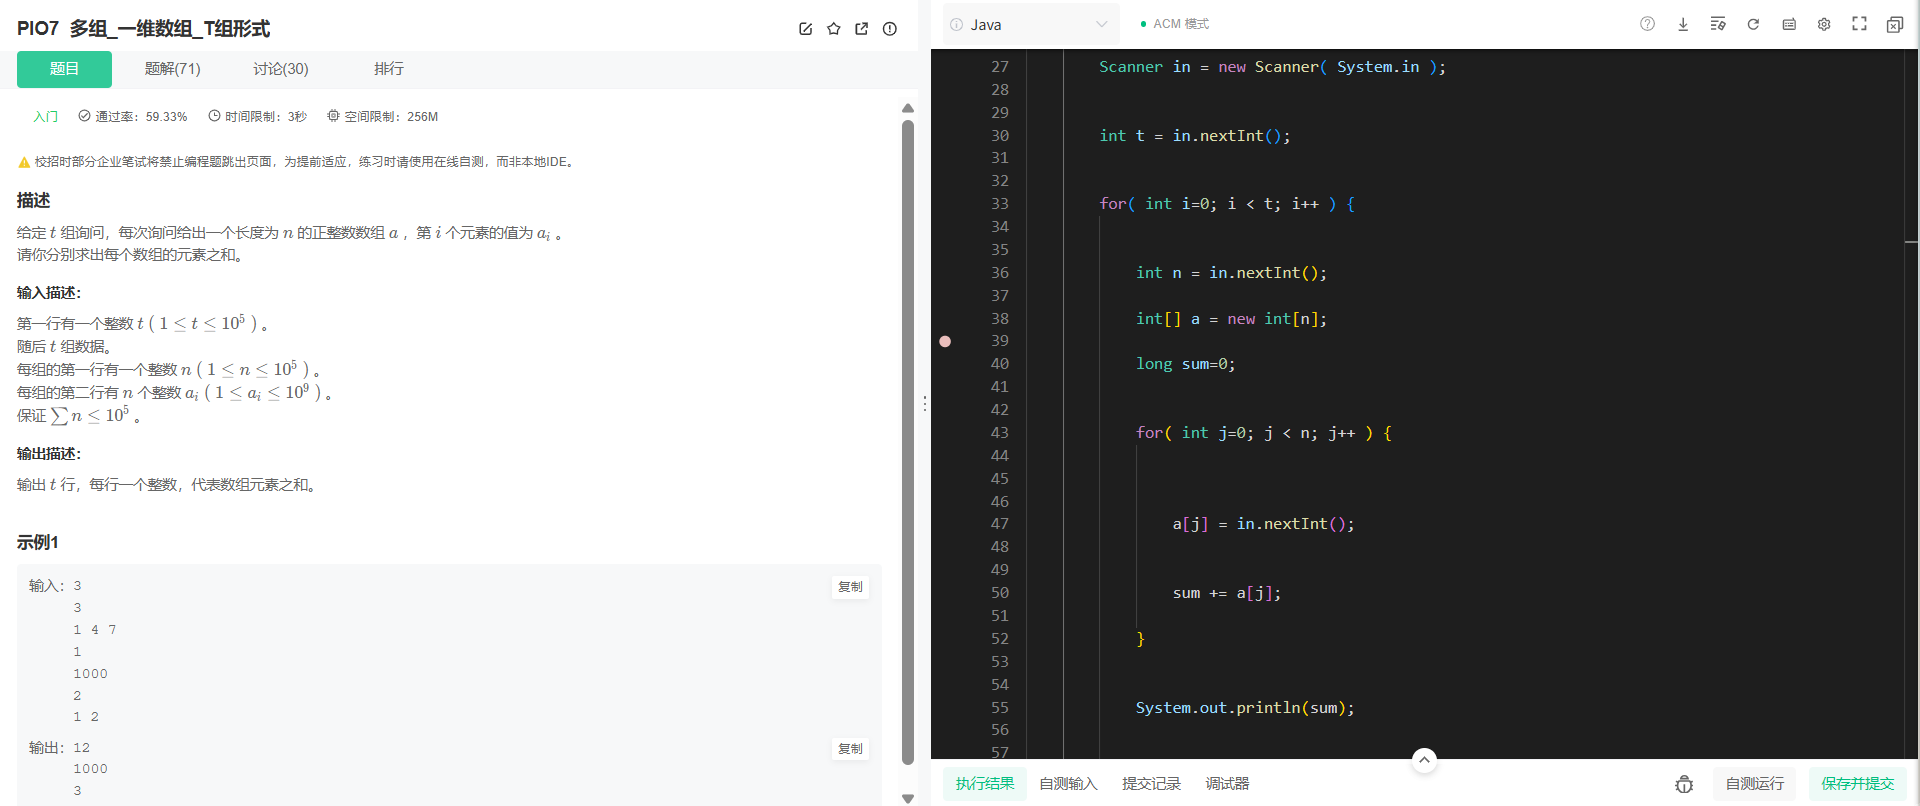 PIO7 多组_一维数组_T组形式
题目
题解(71)
讨论(30)
排行
入门 通过率：59.33% 时间限制：3秒 空间限制：256M
校招时部分企业笔试将禁止编程题跳出页面，为提前适应，练习时请使用在线自测，而非本地IDE。
描述
给定 t 组询问，每次询问给出一个长度为 n 的正整数数组 a ，第 i 个元素的值为 a_i 。
请你分别求出每个数组的元素之和。
输入描述：
第一行有一个整数 t ( 1 ≤ t ≤ 10^5 ) 。
随后 t 组数据。
每组的第一行有一个整数 n ( 1 ≤ n ≤ 10^5 ) 。
每组的第二行有 n 个整数 a_i ( 1 ≤ a_i ≤ 10^9 ) 。
保证 ∑ n ≤ 10^5 。
输出描述：
输出 t 行，每行一个整数，代表数组元素之和。
示例1
输入：3
复制
3
1 4 7
1
1000
2
1 2
输出：12
复制
1000
3
Java
ACM 模式
27 Scanner in = new Scanner( System.in );
28
29
30 int t = in.nextInt();
31
32
33 for( int i=0; i < t; i++ ) {
34
35
36 int n = in.nextInt();
37
38 int[] a = new int[n];
39
40 long sum=0;
41
42
43 for( int j=0; j < n; j++ ) {
44
45
46
47 a[j] = in.nextInt();
48
49
50 sum += a[j];
51
52 }
53
54
55 System.out.println(sum);
56
57
执行结果
自测输入
提交记录
调试器
自测运行
保存并提交